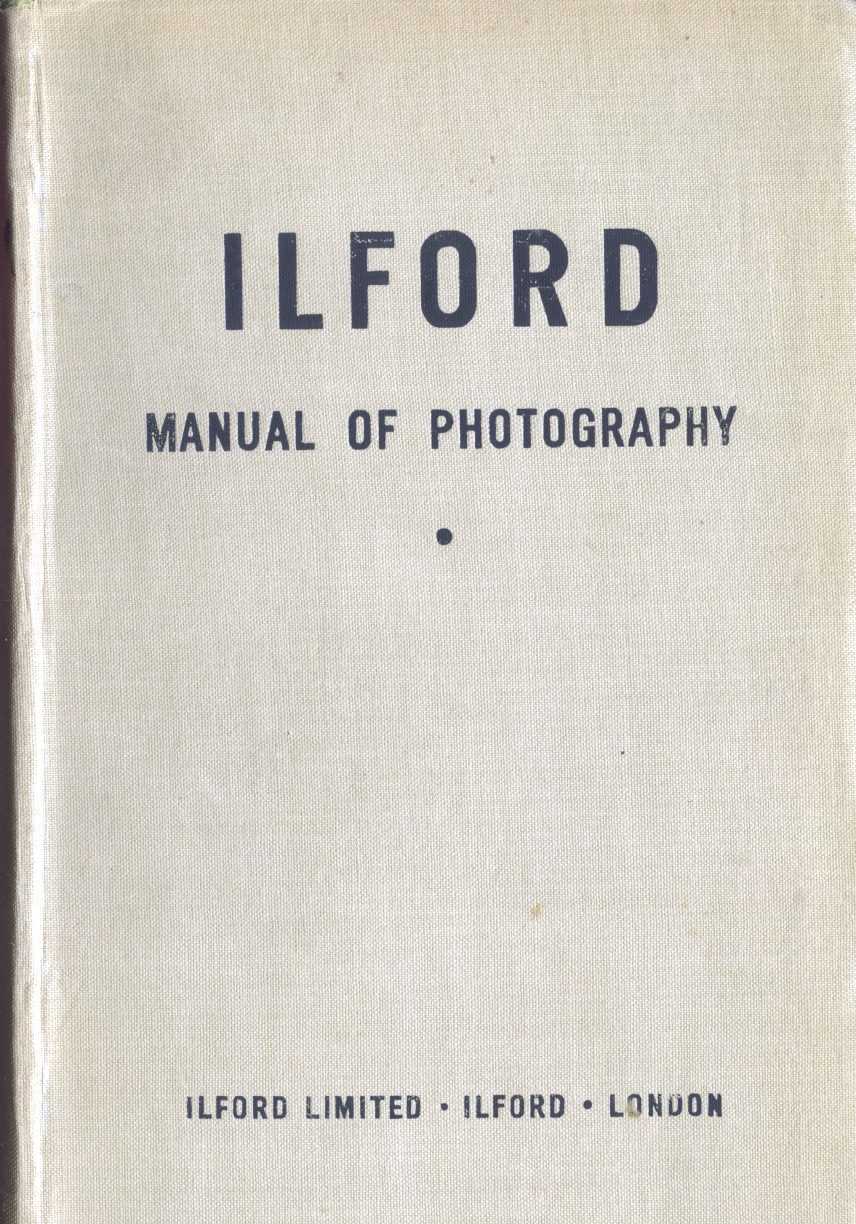 ILFORD
MANUAL OF PHOTOGRAPHY
•
ILFORD LIMITED • ILFORD • LONDON